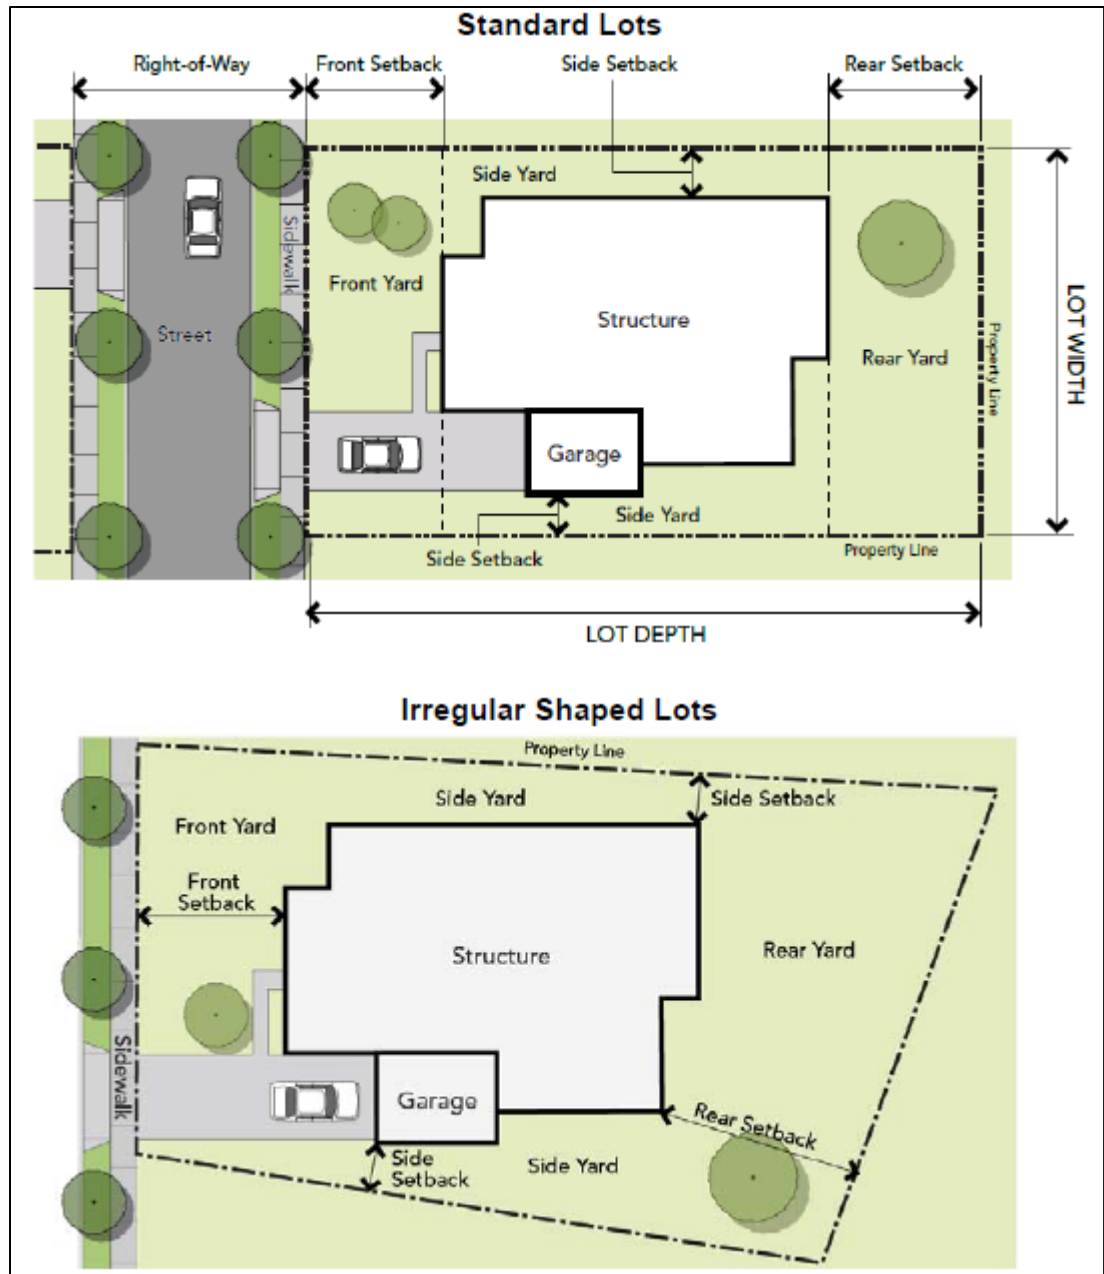 Standard Lots
Right-of-Way
Front Setback
Side Setback
Rear Setback
Side Yard
Sidewalk
Front Yard
Structure
Street
Rear Yard
Property Line
LOT WIDTH
Garage
Side Yard
Side Setback
Property Line
LOT DEPTH
Irregular Shaped Lots
Property Line
Side Yard
Side Setback
Front Yard
Front
Setback
Structure
Rear Yard
Sidewalk
Garage
Rear Setback
Side
Setback
Side Yard